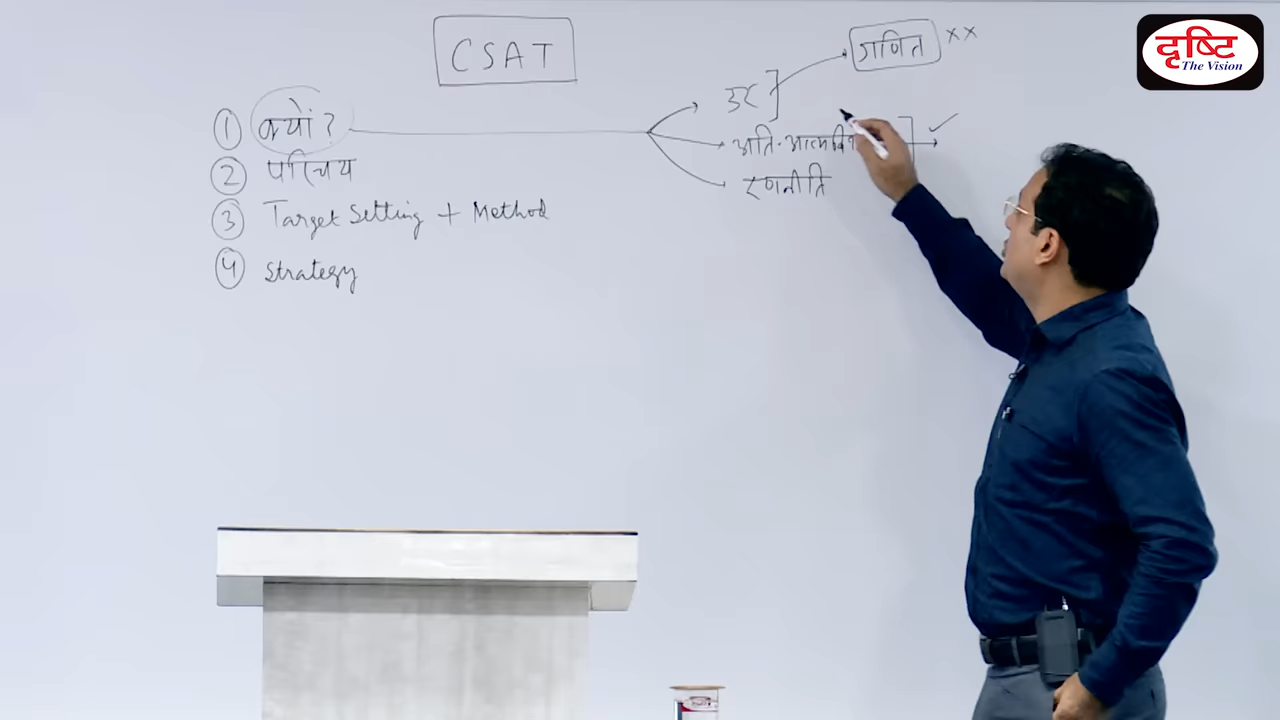 CSAT
① क्यों?
② परिचय
③ Target Setting + Method
④ Strategy
डर
गणित ××
अति-आत्मवि
रणनीति
दृष्टि
The Vision